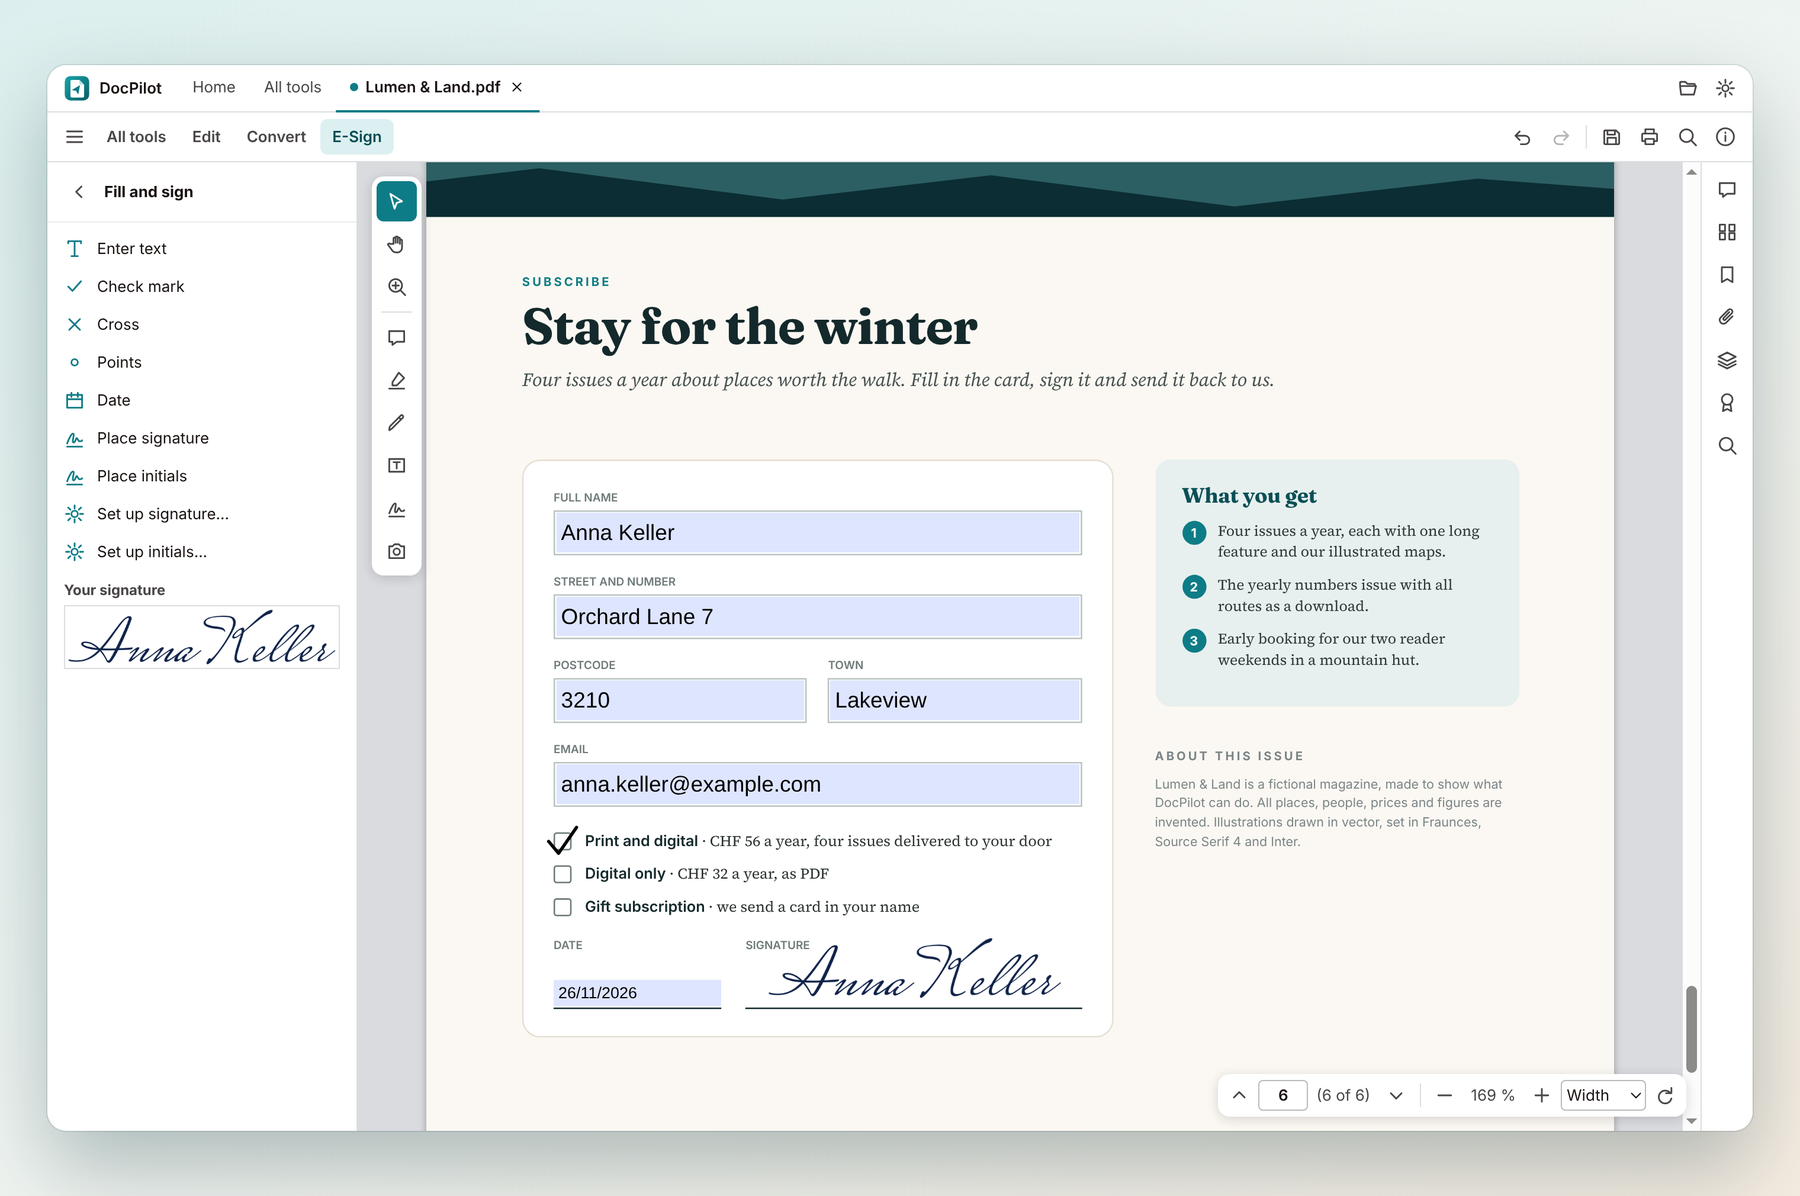 DocPilot
Home
All tools
Lumen & Land.pdf
All tools
Edit
Convert
E-Sign
Fill and sign
Enter text
Check mark
Cross
Points
Date
Place signature
Place initials
Set up signature...
Set up initials...
Your signature
Anna Keller
SUBSCRIBE
Stay for the winter
Four issues a year about places worth the walk. Fill in the card, sign it and send it back to us.
FULL NAME
Anna Keller
STREET AND NUMBER
Orchard Lane 7
POSTCODE
TOWN
3210
Lakeview
EMAIL
anna.keller@example.com
Print and digital · CHF 56 a year, four issues delivered to your door
Digital only · CHF 32 a year, as PDF
Gift subscription · we send a card in your name
DATE
SIGNATURE
26/11/2026
Anna Keller
What you get
1 Four issues a year, each with one long
feature and our illustrated maps.
2 The yearly numbers issue with all
routes as a download.
3 Early booking for our two reader
weekends in a mountain hut.
ABOUT THIS ISSUE
Lumen & Land is a fictional magazine, made to show what
DocPilot can do. All places, people, prices and figures are
invented. Illustrations drawn in vector, set in Fraunces,
Source Serif 4 and Inter.
6 (6 of 6) 169 % Width